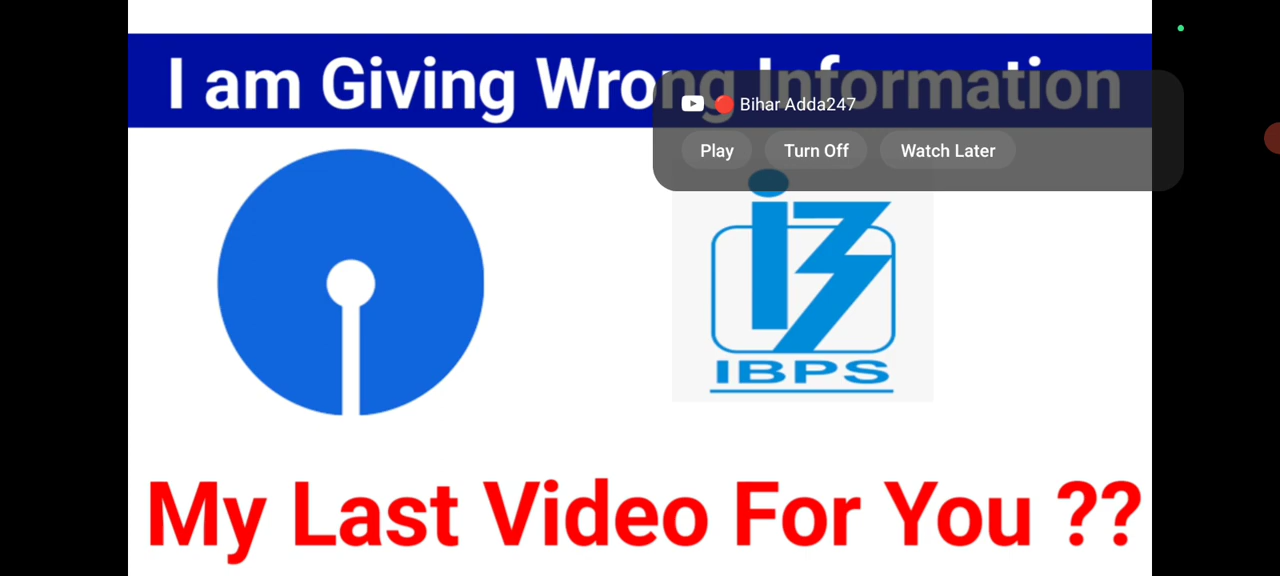 I am Giving Wrong Information
Bihar Adda247
Play Turn Off Watch Later
IBPS
My Last Video For You ??